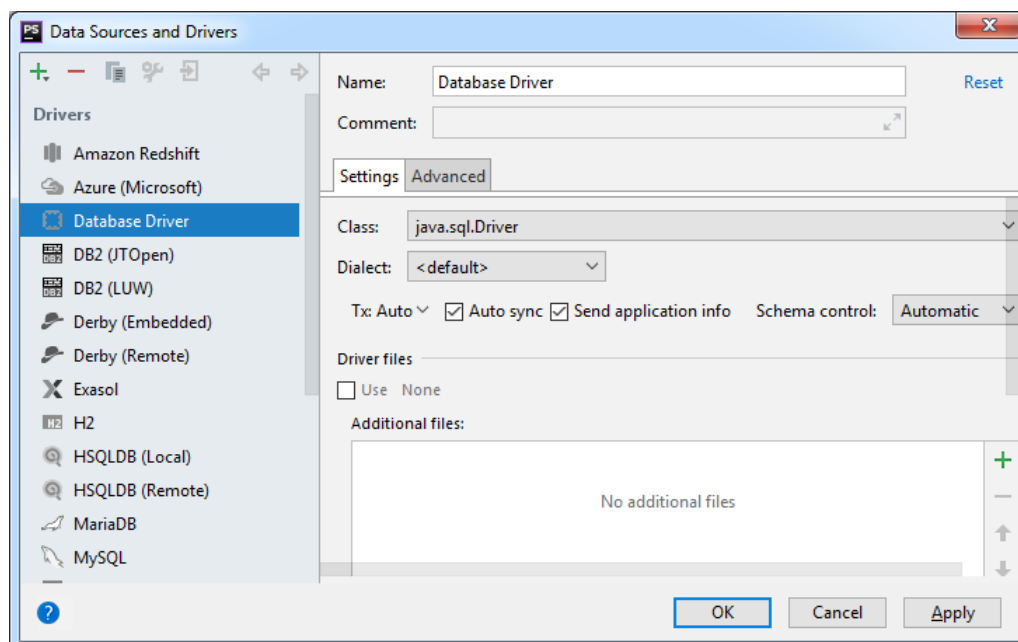 PS Data Sources and Drivers
Drivers
Amazon Redshift
Azure (Microsoft)
Database Driver
DB2 (JTOpen)
DB2 (LUW)
Derby (Embedded)
Derby (Remote)
Exasol
H2 H2
HSQLDB (Local)
HSQLDB (Remote)
MariaDB
MySQL
Name: Database Driver Reset
Comment:
Settings Advanced
Class: java.sql.Driver
Dialect: <default>
Tx: Auto Auto sync Send application info Schema control: Automatic
Driver files
Use None
Additional files:
No additional files
? OK Cancel Apply